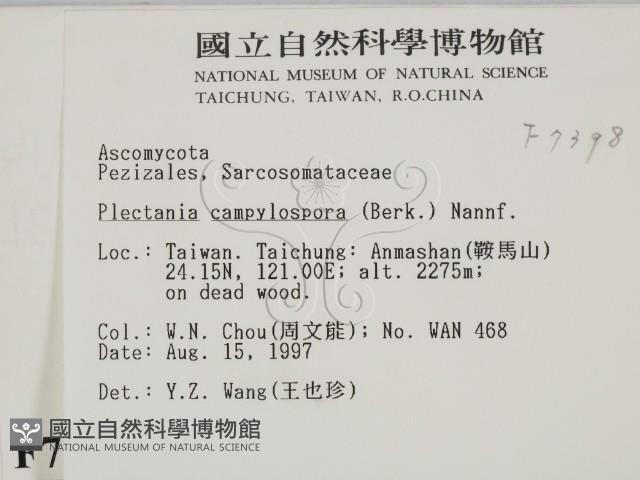 國立自然科學博物館
NATIONAL MUSEUM OF NATURAL SCIENCE
TAICHUNG, TAIWAN, R.O.CHINA
F7398
Ascomycota
Pezizales, Sarcosomataceae
Plectania campylospora (Berk.) Nannf.
Loc.: Taiwan. Taichung: Anmashan(鞍馬山)
24.15N, 121.00E; alt. 2275m;
on dead wood.
Col.: W.N. Chou(周文能); No. WAN 468
Date: Aug. 15, 1997
Det.: Y.Z. Wang(王也珍)
國立自然科學博物館
NATIONAL MUSEUM OF NATURAL SCIENCE
F7